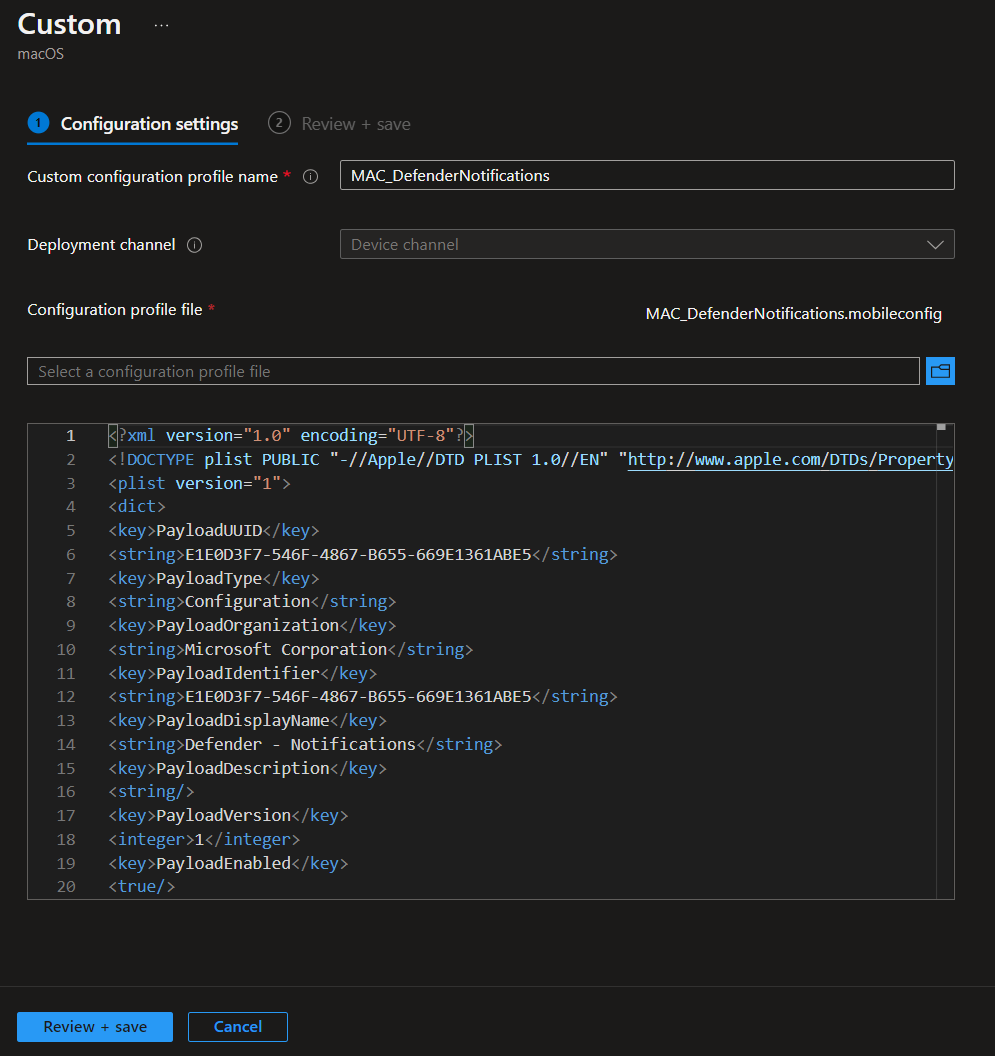 Custom ...
macOS
1 Configuration settings 2 Review + save
Custom configuration profile name * MAC_DefenderNotifications
Deployment channel Device channel
Configuration profile file * MAC_DefenderNotifications.mobileconfig
Select a configuration profile file
1 <?xml version="1.0" encoding="UTF-8"?>
2 <!DOCTYPE plist PUBLIC "-//Apple//DTD PLIST 1.0//EN" "http://www.apple.com/DTDs/Property
3 <plist version="1">
4 <dict>
5 <key>PayloadUUID</key>
6 <string>E1E0D3F7-546F-4867-B655-669E1361ABE5</string>
7 <key>PayloadType</key>
8 <string>Configuration</string>
9 <key>PayloadOrganization</key>
10 <string>Microsoft Corporation</string>
11 <key>PayloadIdentifier</key>
12 <string>E1E0D3F7-546F-4867-B655-669E1361ABE5</string>
13 <key>PayloadDisplayName</key>
14 <string>Defender - Notifications</string>
15 <key>PayloadDescription</key>
16 <string/>
17 <key>PayloadVersion</key>
18 <integer>1</integer>
19 <key>PayloadEnabled</key>
20 <true/>
Review + save Cancel